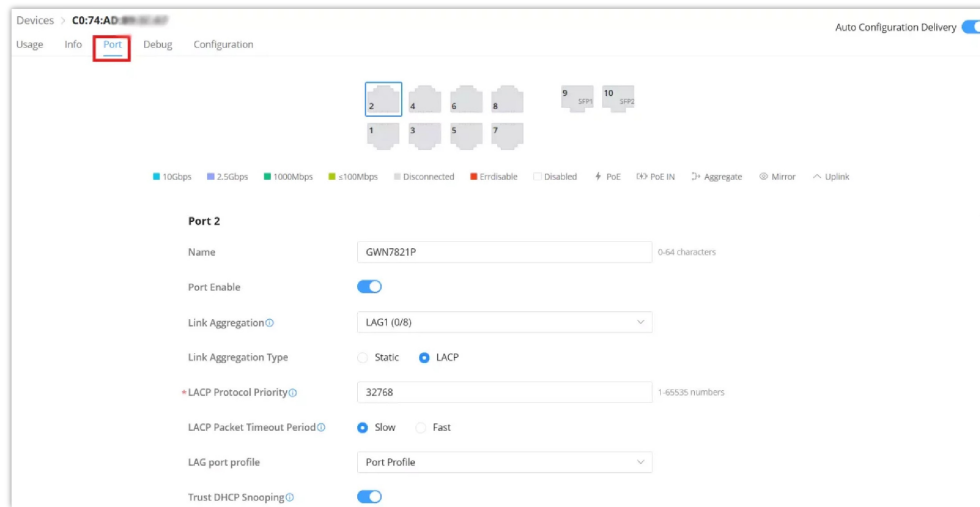 Devices > C0:74:AD
Auto Configuration Delivery
Usage Info Port Debug Configuration
2 4 6 8 9 SFP1 10 SFP2
1 3 5 7
10Gbps 2.5Gbps 1000Mbps ≤100Mbps Disconnected Errdisable Disabled PoE PoE IN Aggregate Mirror Uplink
Port 2
Name GWN7821P 0-64 characters
Port Enable
Link Aggregation LAG1 (0/8)
Link Aggregation Type Static LACP
*LACP Protocol Priority 32768 1-65535 numbers
LACP Packet Timeout Period Slow Fast
LAG port profile Port Profile
Trust DHCP Snooping